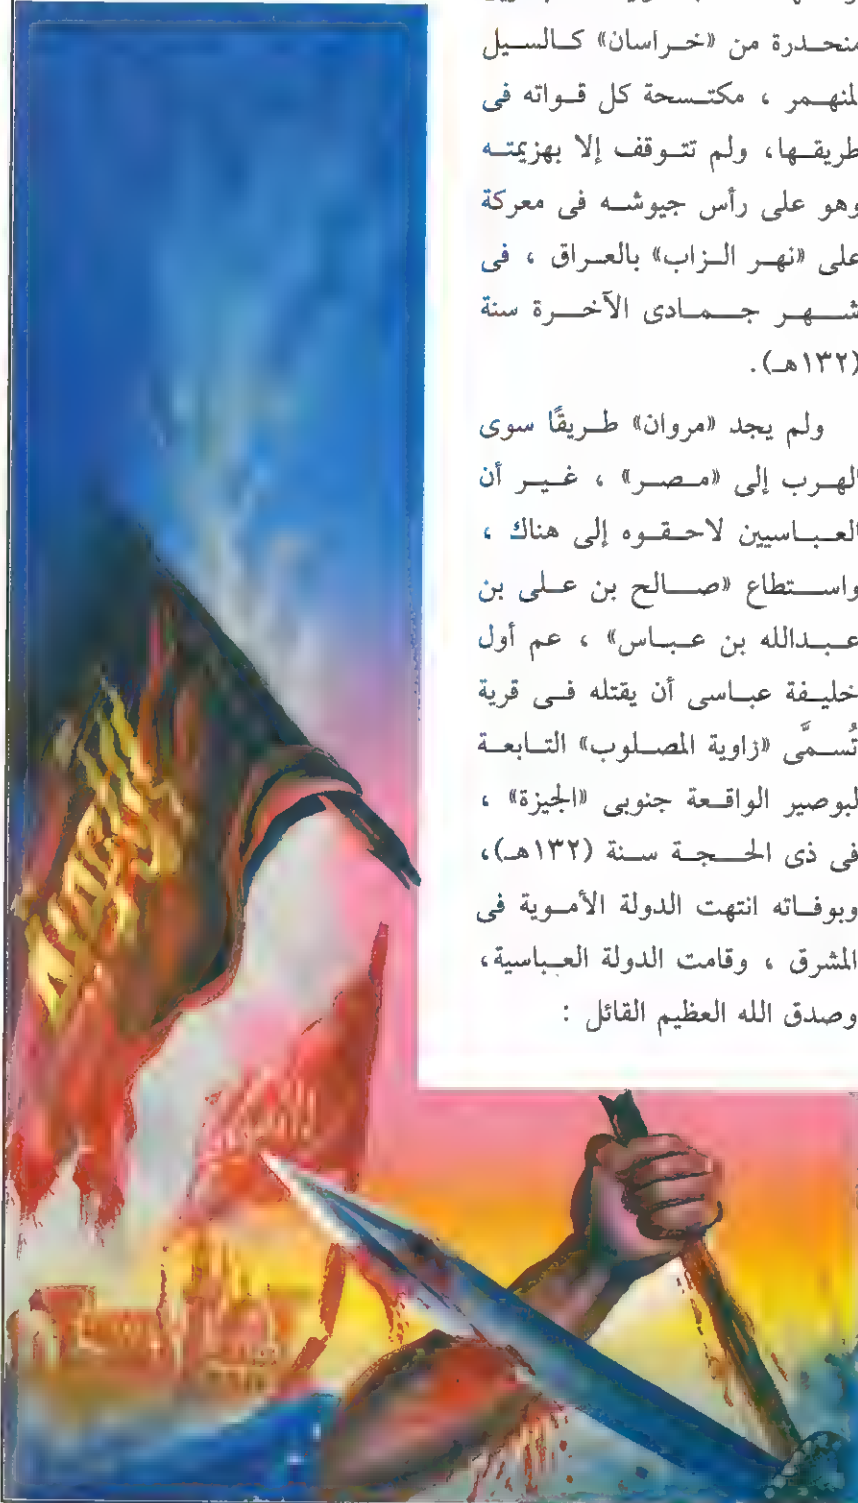 منحدرة من «خراسان» كالسيل
لمنهمر ، مكتسحة كل قواته فى
طريقها، ولم تتوقف إلا بهزيمته
وهو على رأس جيوشه فى معركة
على «نهر الزاب» بالعراق ، فى
شهر جمادى الآخرة سنة
(١٣٢هـ).
ولم يجد «مروان» طريقًا سوى
الهرب إلى «مصر» ، غير أن
العباسيين لاحقوه إلى هناك ،
واستطاع «صالح بن على بن
عبدالله بن عباس» ، عم أول
خليفة عباسى أن يقتله فى قرية
تُسمَّى «زاوية المصلوب» التابعة
لبوصير الواقعة جنوبى «الجيزة» ،
فى ذى الحجة سنة (١٣٢هـ)،
وبوفاته انتهت الدولة الأموية فى
المشرق ، وقامت الدولة العباسية،
وصدق الله العظيم القائل :